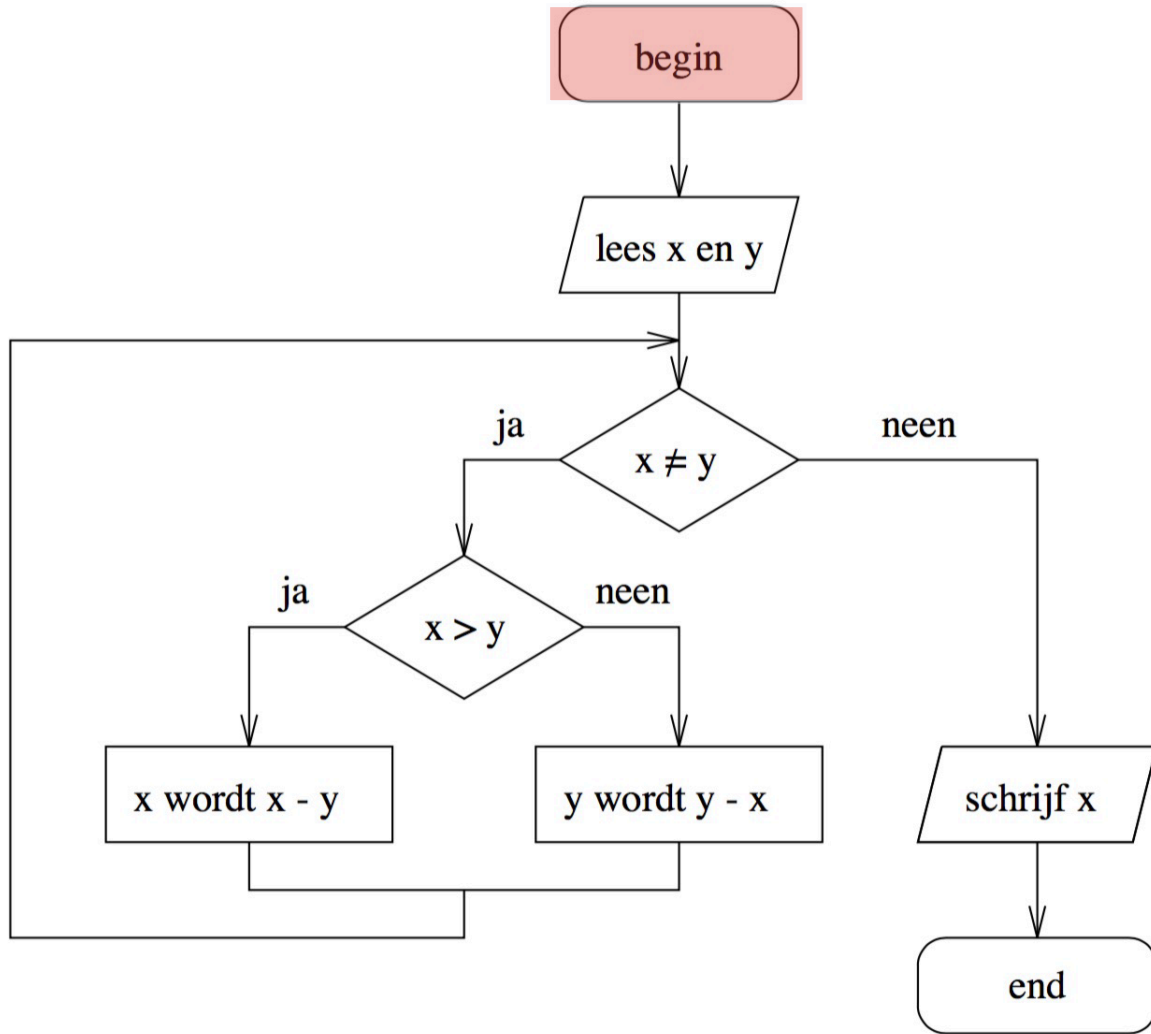 begin
lees x en y
ja
neen
x ≠ y
ja
neen
x > y
x wordt x - y
y wordt y - x
schrijf x
end